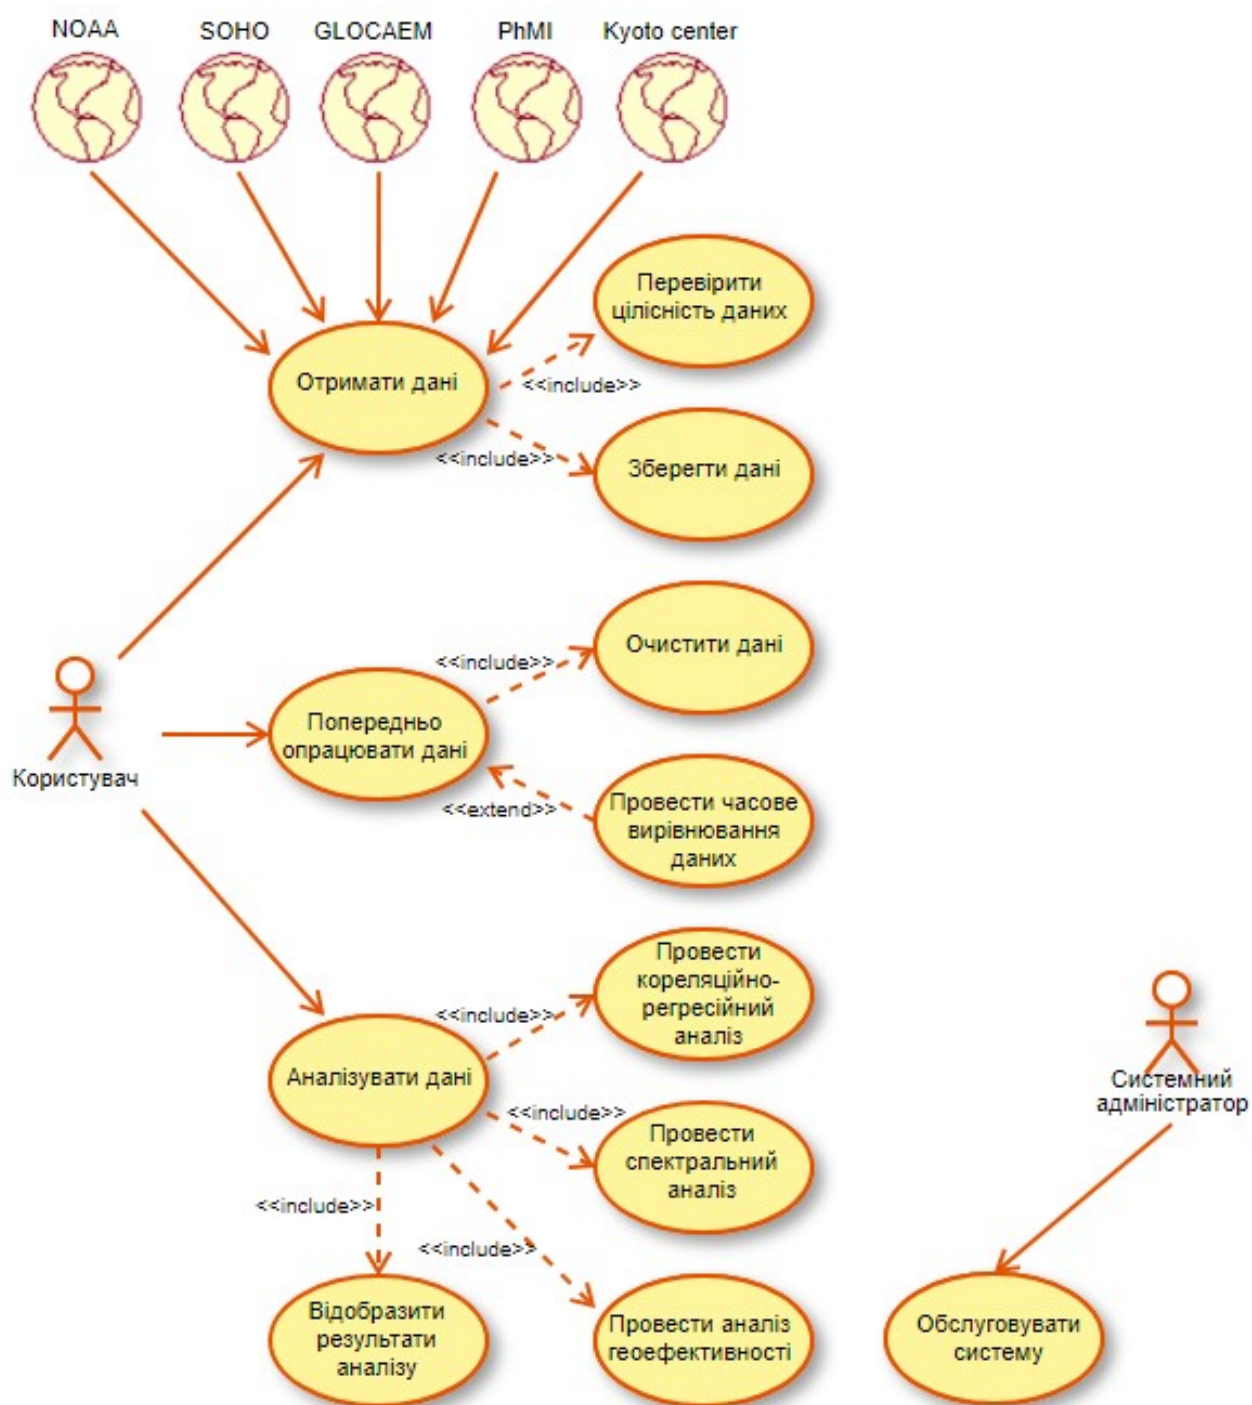 NOAA
SOHO
GLOCAEM
PhMI
Kyoto center
Перевірити
цілісність даних
Отримати дані
<<include>>
<<include>>
Зберегти дані
Очистити дані
<<include>>
Попередньо
опрацювати дані
Користувач
<<extend>>
Провести часове
вирівнювання
даних
Провести
кореляційно-
регресійний
аналіз
<<include>>
Аналізувати дані
Системний
адміністратор
<<include>>
Провести
спектральний
аналіз
<<include>>
<<include>>
Відобразити
результати
аналізу
Провести аналіз
геоефективності
Обслуговувати
систему